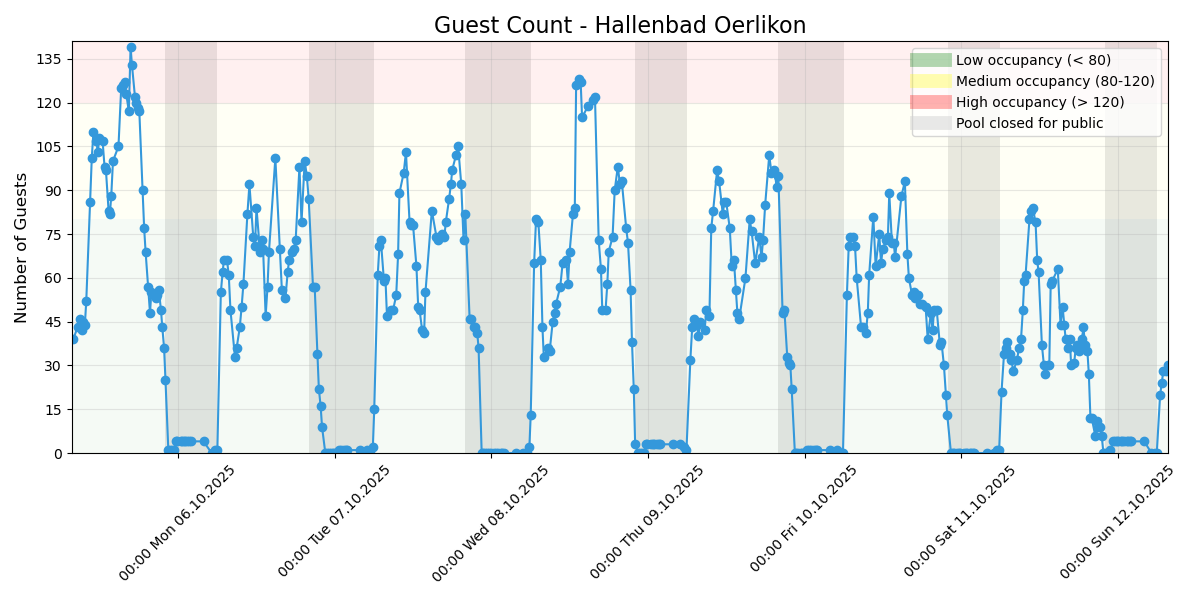 Guest Count - Hallenbad Oerlikon
Number of Guests
135
120
105
90
75
60
45
30
15
0
Low occupancy (< 80)
Medium occupancy (80-120)
High occupancy (> 120)
Pool closed for public
00:00 Mon 06.10.2025
00:00 Tue 07.10.2025
00:00 Wed 08.10.2025
00:00 Thu 09.10.2025
00:00 Fri 10.10.2025
00:00 Sat 11.10.2025
00:00 Sun 12.10.2025